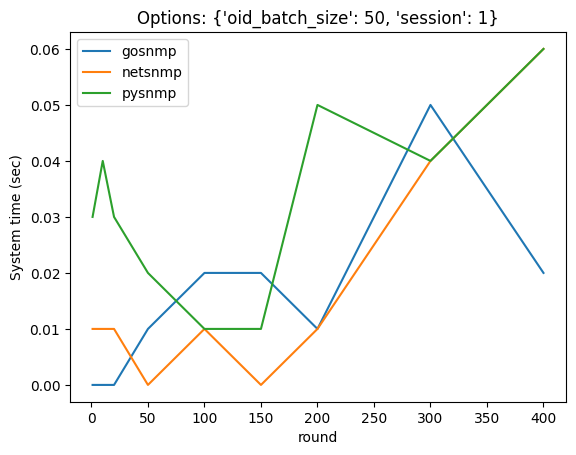 Options: {'oid_batch_size': 50, 'session': 1}
gosnmp
netsnmp
pysnmp
System time (sec)
0.06
0.05
0.04
0.03
0.02
0.01
0.00
0 50 100 150 200 250 300 350 400
round